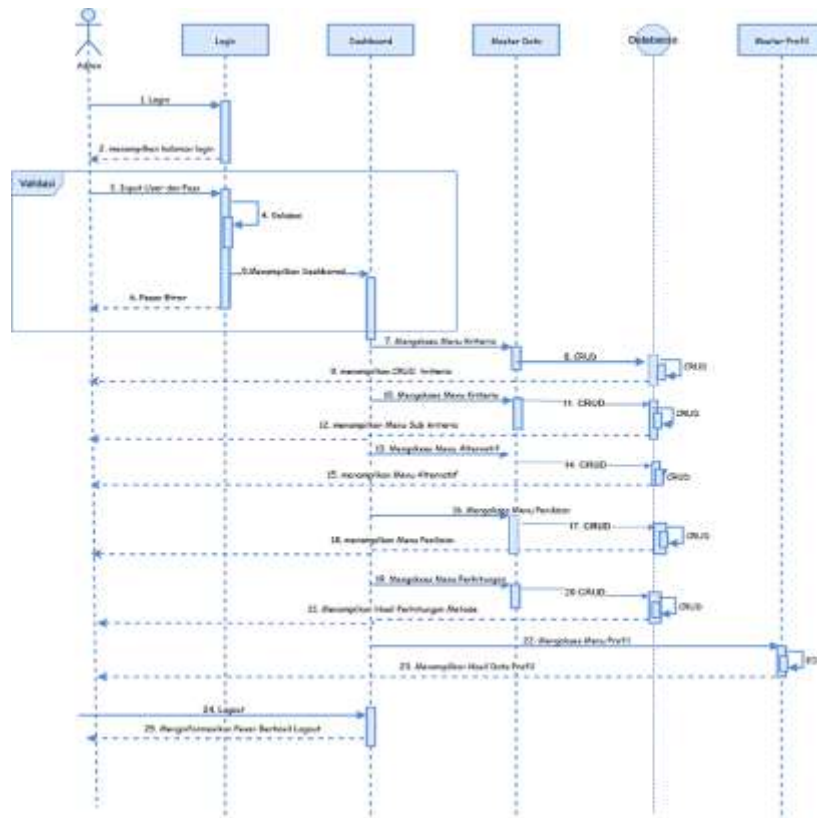 Admin
Login
Dashboard
Master Data
Database
Master Profil
1. Login
2. menampilkan halaman login
Validasi
3. Input User dan Pass
4. Validasi
5.Menampilkan Dashboard
6. Pesan Error
7. Mengakses Menu Kriteria
8. CRUD
CRUD
9. menampilkan CRUD kriteria
10. Mengakses Menu Kriteria
11. CRUD
CRUD
12. menampilkan Menu Sub kriteria
13. Mengakses Menu Alternatif
14. CRUD
CRUD
15. menampilkan Menu Alternatif
16. Mengakses Menu Penilaian
17. CRUD
CRUD
18. menampilkan Menu Penilaian
19. Mengakses Menu Perhitungan
20 CRUD
CRUD
Menampilkan Hasil Perhitungan Metode
22. Mengakses Menu Profil
23. Menampilkan Hasil Data Profil
24. Logout
25. Menginformasikan Pesan Berhasil Logout